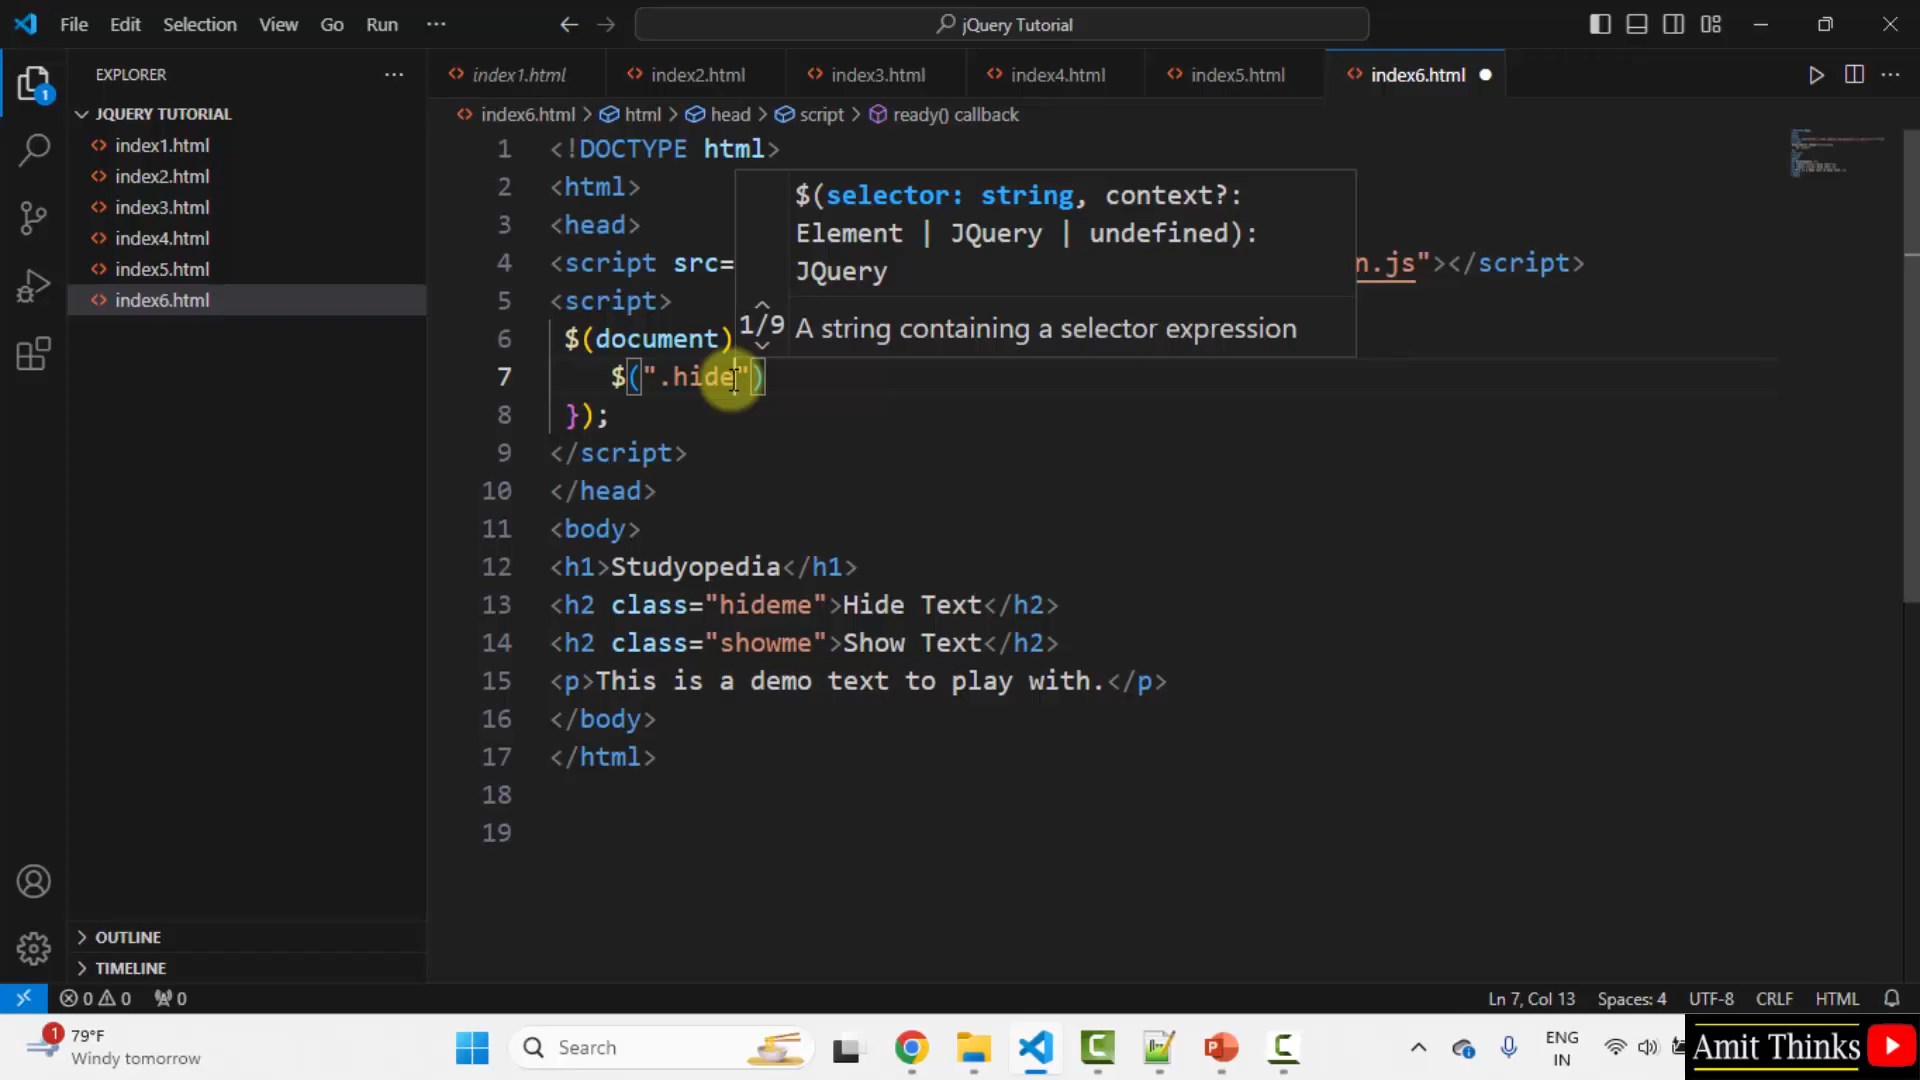 File Edit Selection View Go Run ···
jQuery Tutorial
EXPLORER ···
JQUERY TUTORIAL
index1.html
index2.html
index3.html
index4.html
index5.html
index6.html
OUTLINE
TIMELINE
1
index1.html index2.html index3.html index4.html index5.html index6.html
index6.html > html > head > script > ready() callback
1 <!DOCTYPE html>
2 <html>
3 <head>
4 <script src= n.js"></script>
5 <script>
6 $(document)
7 $(".hide")
8 });
9 </script>
10 </head>
11 <body>
12 <h1>Studyopedia</h1>
13 <h2 class="hideme">Hide Text</h2>
14 <h2 class="showme">Show Text</h2>
15 <p>This is a demo text to play with.</p>
16 </body>
17 </html>
18
19
$(selector: string, context?:
Element | JQuery | undefined):
JQuery
1/9 A string containing a selector expression
0 0 0
Ln 7, Col 13 Spaces: 4 UTF-8 CRLF HTML
1
79°F
Windy tomorrow
Search
ENG
IN
Amit Thinks